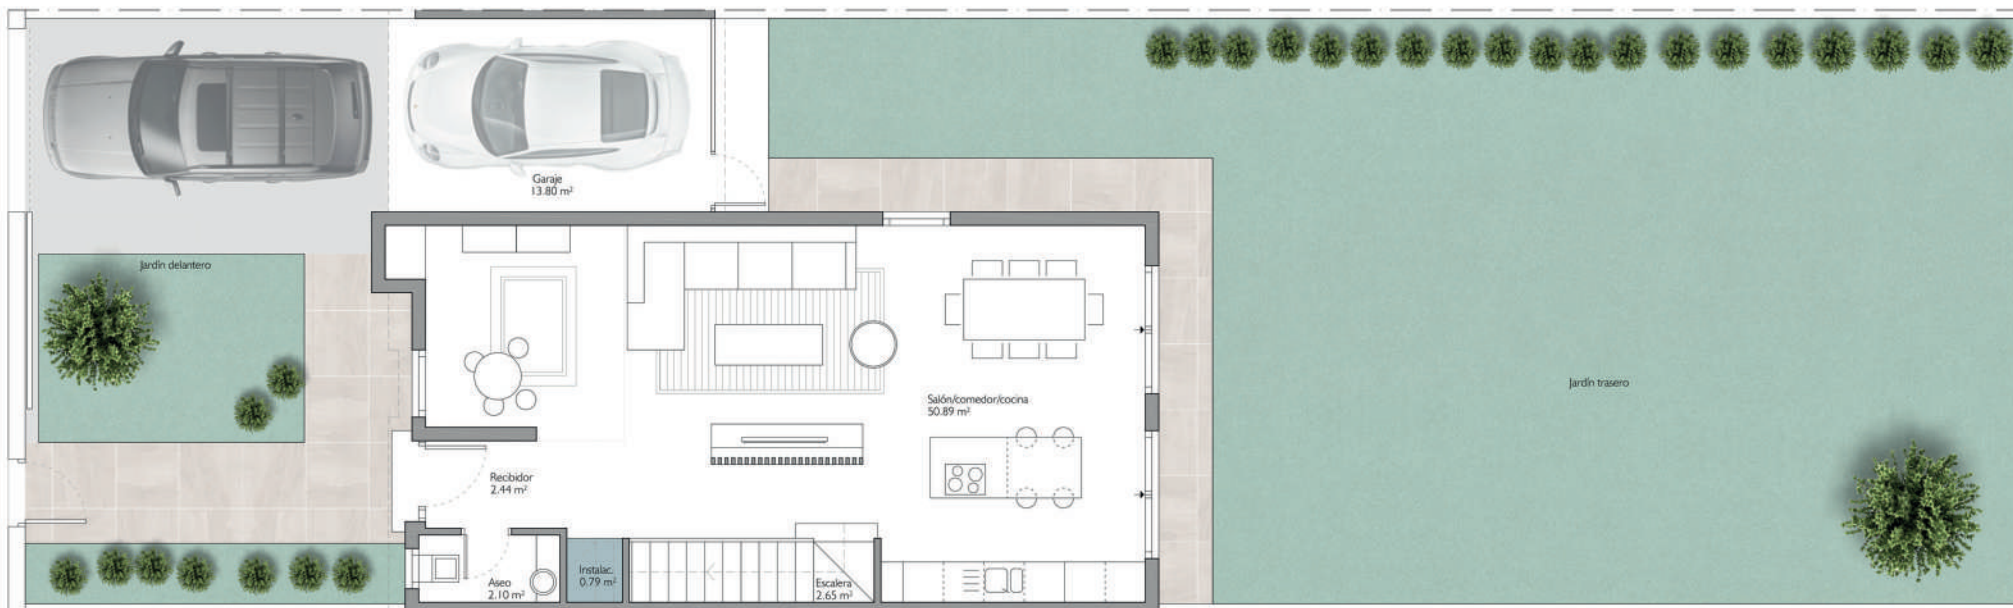 Garaje
13.80 m²
Jardín delantero
Salón/comedor/cocina
50.89 m²
Jardín trasero
Recibidor
2.44 m²
Aseo
2.10 m²
Instalac.
0.79 m²
Escalera
2.65 m²